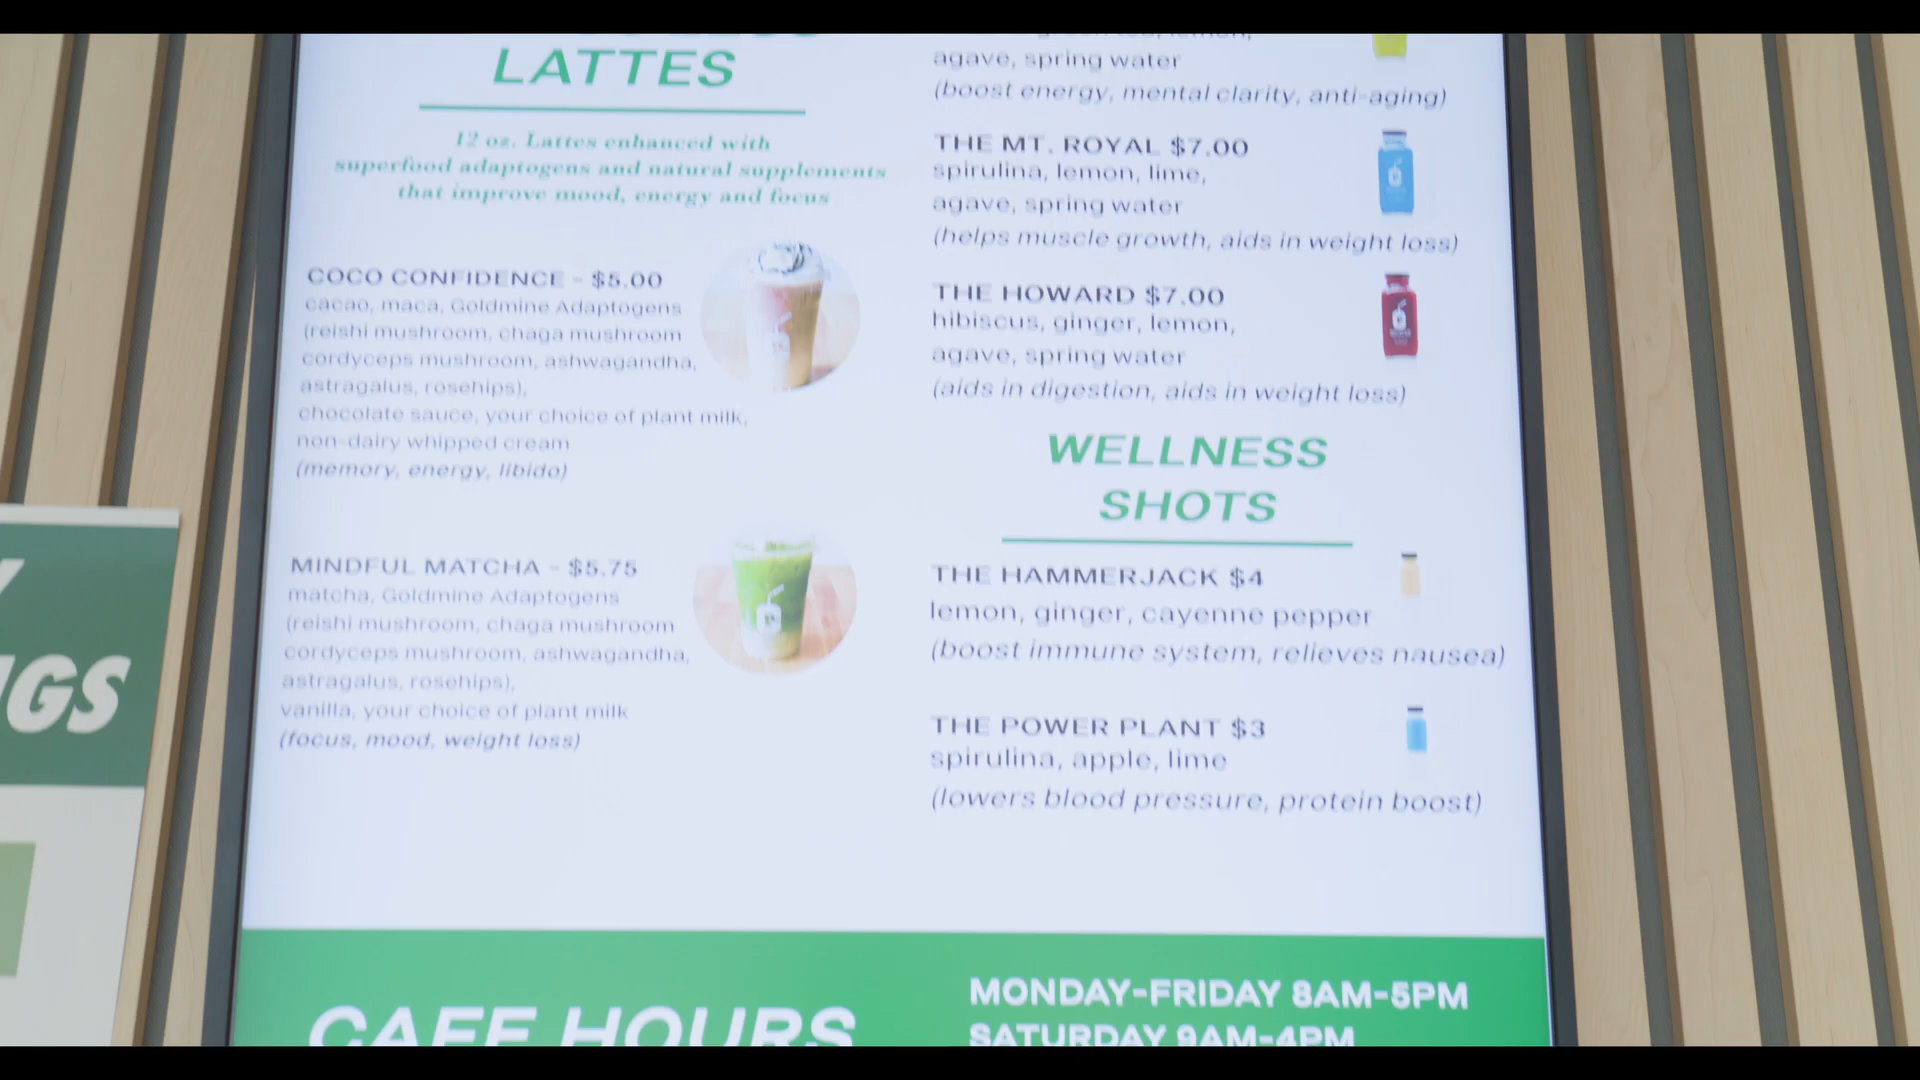 LATTES
12 oz. Lattes enhanced with
superfood adaptogens and natural supplements
that improve mood, energy and focus
COCO CONFIDENCE - $5.00
cacao, maca, Goldmine Adaptogens
(reishi mushroom, chaga mushroom
cordyceps mushroom, ashwagandha,
astragalus, rosehips),
chocolate sauce, your choice of plant milk,
non-dairy whipped cream
(memory, energy, libido)
MINDFUL MATCHA - $5.75
matcha, Goldmine Adaptogens
(reishi mushroom, chaga mushroom
cordyceps mushroom, ashwagandha,
astragalus, rosehips),
vanilla, your choice of plant milk
(focus, mood, weight loss)
green tea, lemon,
agave, spring water
(boost energy, mental clarity, anti-aging)
THE MT. ROYAL $7.00
spirulina, lemon, lime,
agave, spring water
(helps muscle growth, aids in weight loss)
THE HOWARD $7.00
hibiscus, ginger, lemon,
agave, spring water
(aids in digestion, aids in weight loss)
WELLNESS
SHOTS
THE HAMMERJACK $4
lemon, ginger, cayenne pepper
(boost immune system, relieves nausea)
THE POWER PLANT $3
spirulina, apple, lime
(lowers blood pressure, protein boost)
CAFE HOURS
MONDAY-FRIDAY 8AM-5PM
SATURDAY 9AM-4PM
GS